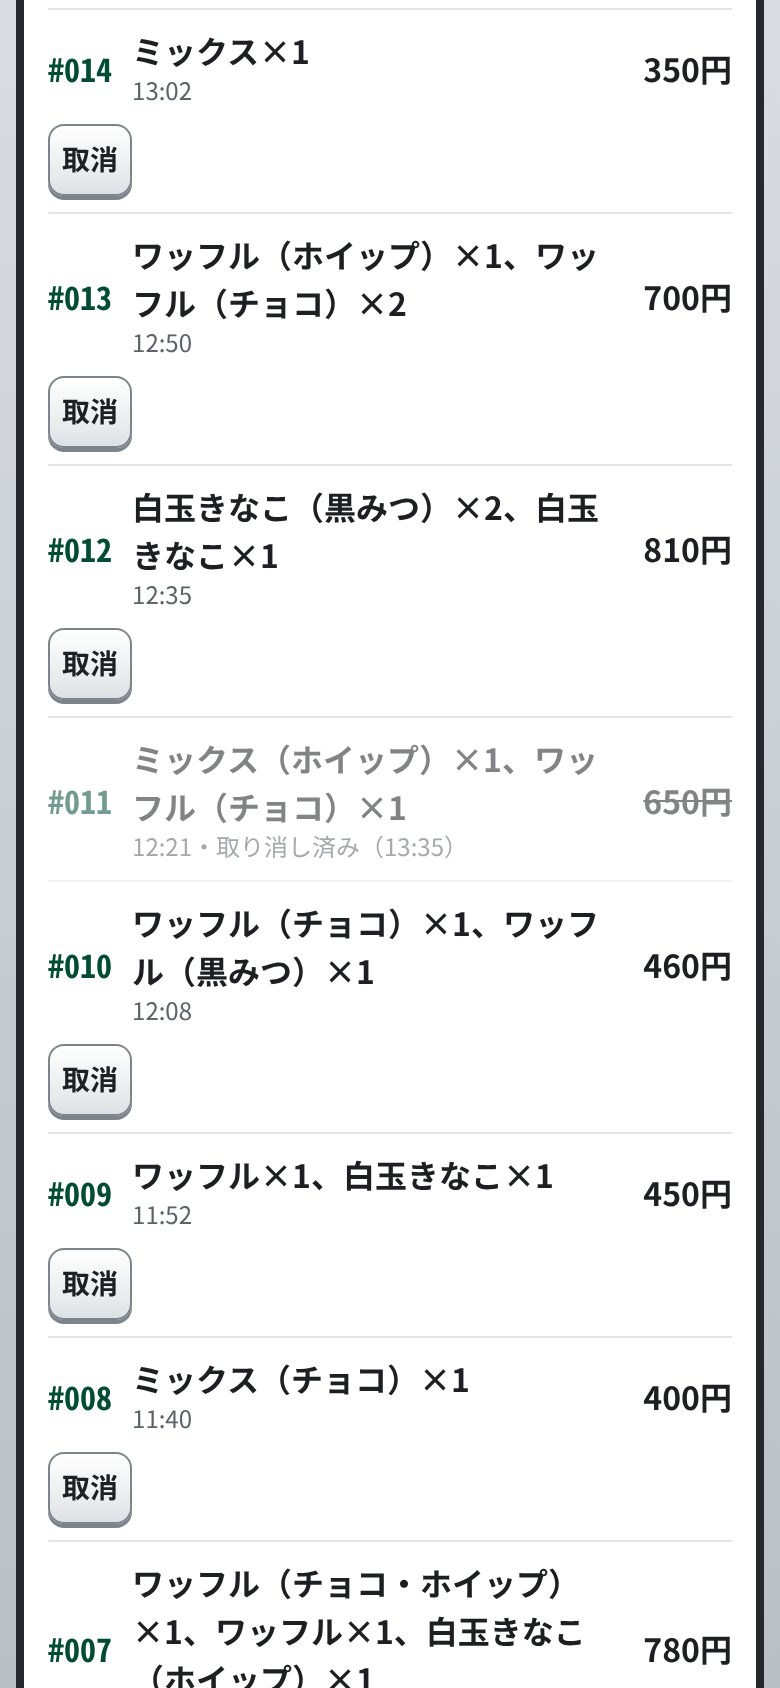 #014
ミックス×1
13:02
350円
取消
#013
ワッフル（ホイップ）×1、ワッ
フル（チョコ）×2
12:50
700円
取消
#012
白玉きなこ（黒みつ）×2、白玉
きなこ×1
12:35
810円
取消
#011
ミックス（ホイップ）×1、ワッ
フル（チョコ）×1
12:21・取り消し済み（13:35）
650円
#010
ワッフル（チョコ）×1、ワッフ
ル（黒みつ）×1
12:08
460円
取消
#009
ワッフル×1、白玉きなこ×1
11:52
450円
取消
#008
ミックス（チョコ）×1
11:40
400円
取消
#007
ワッフル（チョコ・ホイップ）
×1、ワッフル×1、白玉きなこ
（ホイップ）×1
780円